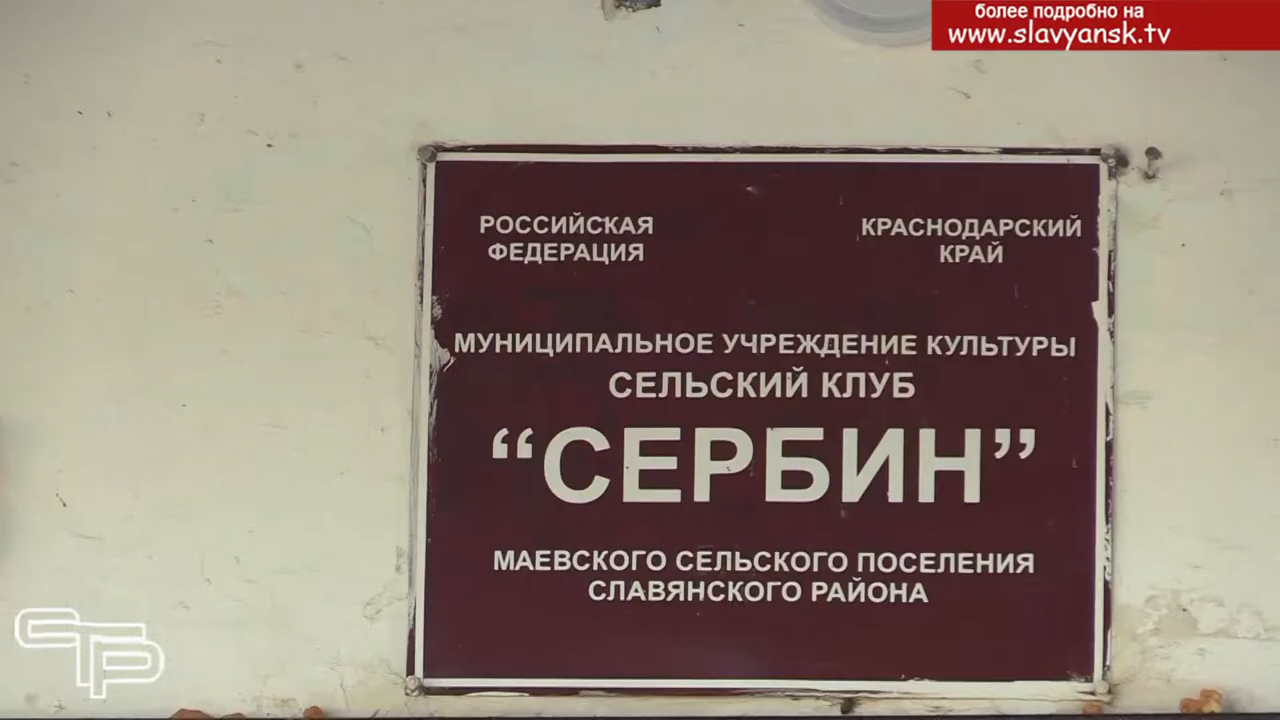 более подробно на
www.slavyansk.tv
РОССИЙСКАЯ
ФЕДЕРАЦИЯ
КРАСНОДАРСКИЙ
КРАЙ
МУНИЦИПАЛЬНОЕ УЧРЕЖДЕНИЕ КУЛЬТУРЫ
СЕЛЬСКИЙ КЛУБ
“СЕРБИН”
МАЕВСКОГО СЕЛЬСКОГО ПОСЕЛЕНИЯ
СЛАВЯНСКОГО РАЙОНА
СТР